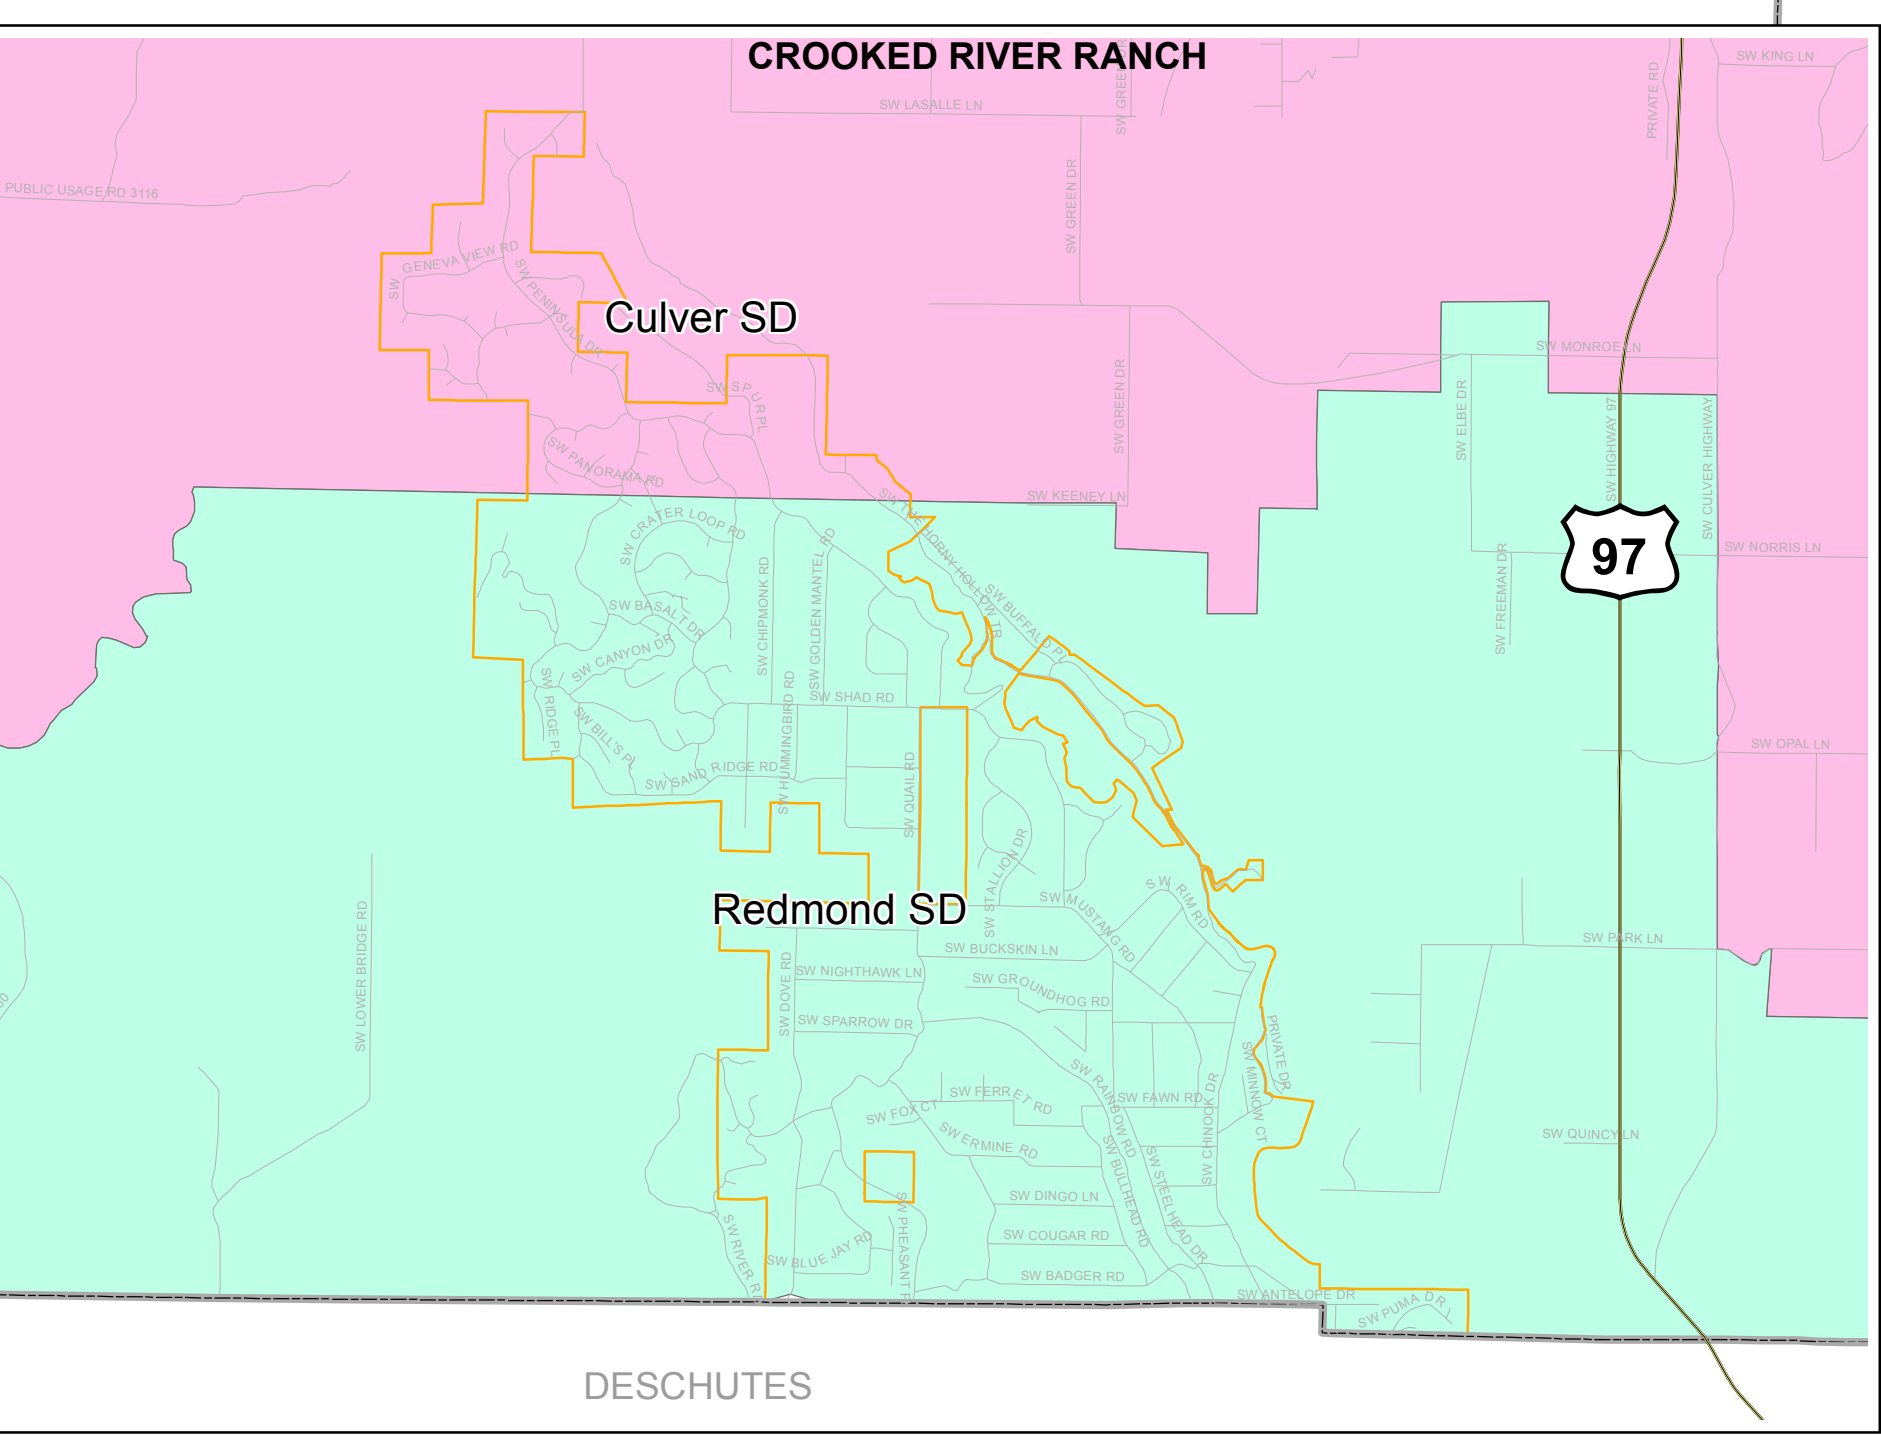 CROOKED RIVER RANCH
SW KING LN
SW GREEN DR
PRIVATE RD
SW LASALLE LN
PUBLIC USAGE RD 3116
SW GREEN DR
GENEVA VIEW RD
SW
SW PENINSULA DR
Culver SD
SW MONROE LN
SW SPUR PL
SW GREEN DR
SW ELBE DR
SW HIGHWAY 97
SW CULVER HIGHWAY
SW PANORAMA RD
SW KEENEY LN
SW THE HORNY HOLLOW TR
SW CRATER LOOP RD
97
SW NORRIS LN
SW CHIPMONK RD
SW GOLDEN MANTEL RD
SW FREEMAN DR
SW BASALT DR
SW BUFFALO PL
SW CANYON DR
SW RIDGE PL
SW HUMMINGBIRD RD
SW SHAD RD
SW BILL'S PL
SW OPAL LN
SW SAND RIDGE RD
SW QUAIL RD
SW STALLION DR
SW RIM RD
Redmond SD
SW MUSTANG RD
SW LOWER BRIDGE RD
SW PARK LN
SW BUCKSKIN LN
SW DOVE RD
SW NIGHTHAWK LN
SW GROUNDHOG RD
SW SPARROW DR
PRIVATE DR
SW MINNOW CT
SW RAINBOW RD
SW FERRET RD
SW FAWN RD
SW FOX CT
SW CHINOOK DR
SW ERMINE RD
SW QUINCY LN
SW BULLHEAD RD
SW STEELHEAD DR
SW DINGO LN
SW PHEASANT
SW RIVER RD
SW BLUE JAY RD
SW COUGAR RD
SW BADGER RD
SW ANTELOPE DR
SW PUMA DR
DESCHUTES